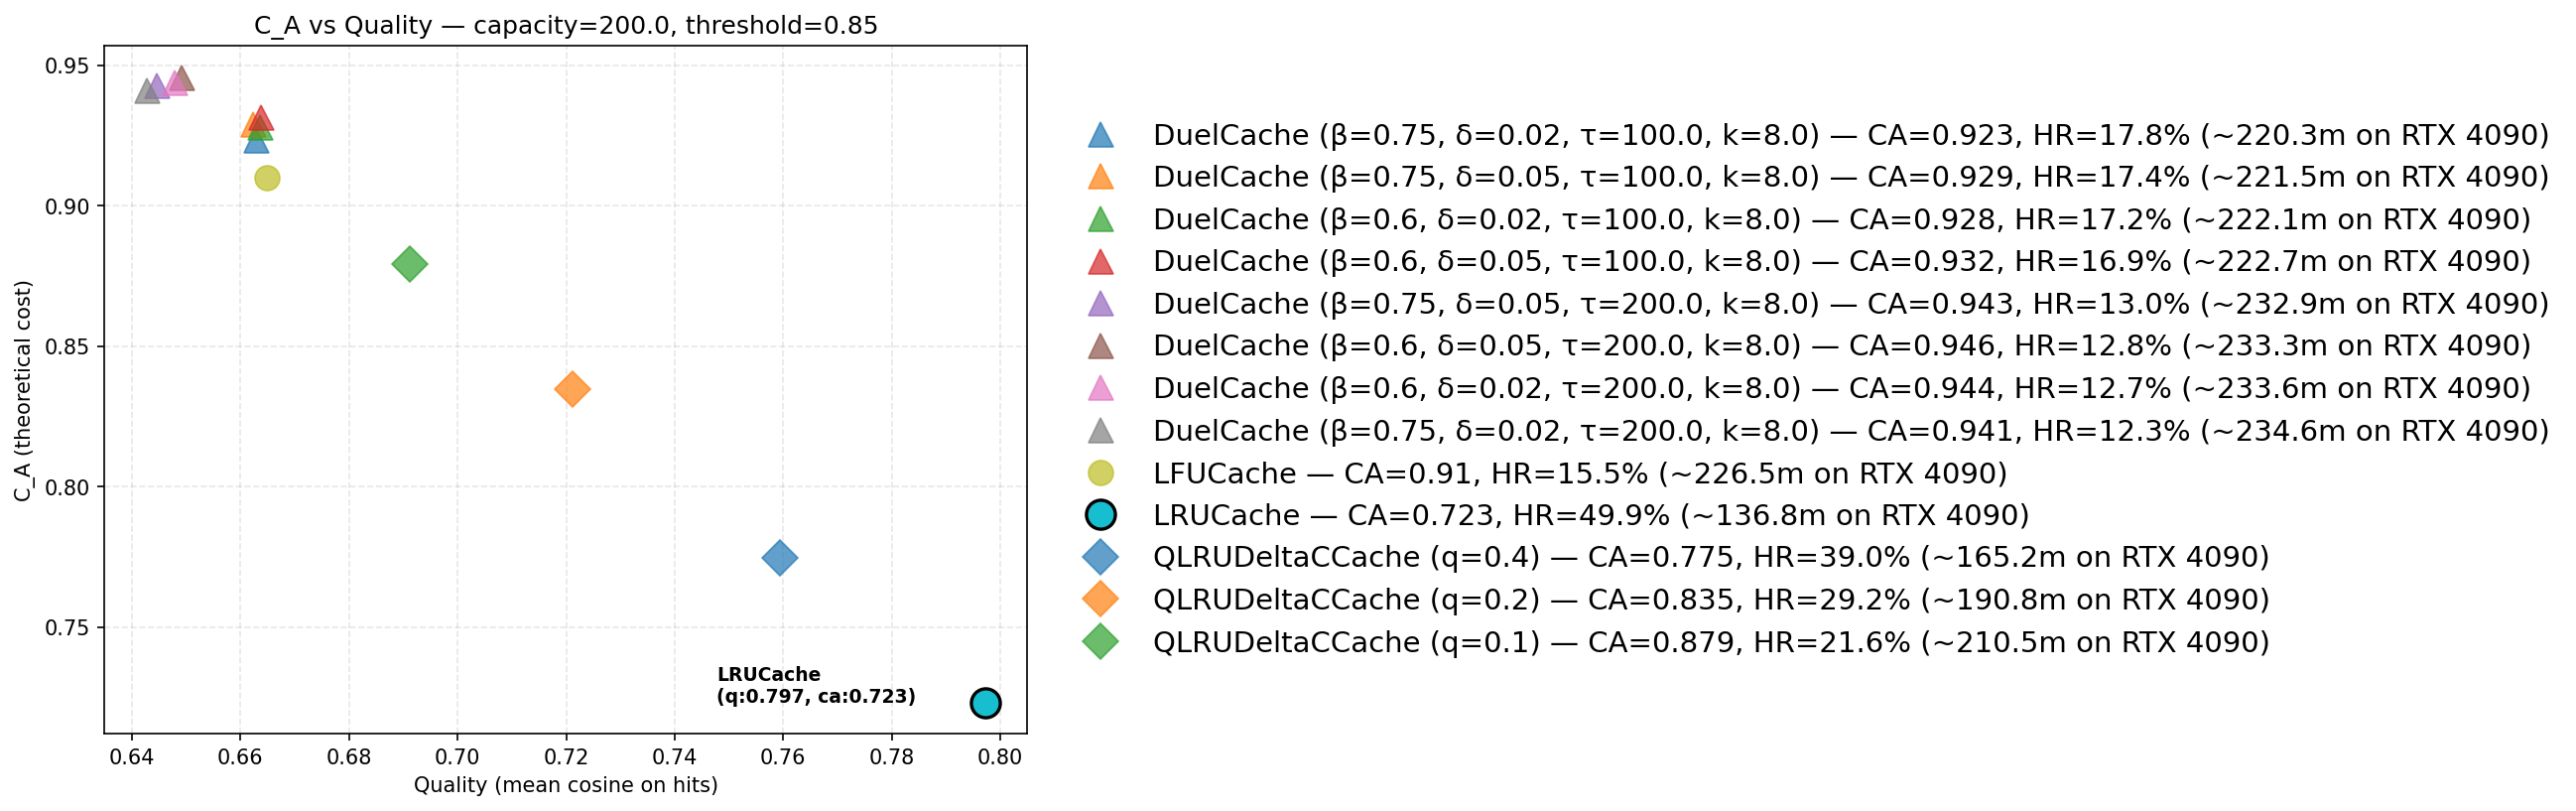 C_A vs Quality — capacity=200.0, threshold=0.85
C_A (theoretical cost)
0.95
0.90
0.85
0.80
0.75
LRUCache
(q:0.797, ca:0.723)
0.64 0.66 0.68 0.70 0.72 0.74 0.76 0.78 0.80
Quality (mean cosine on hits)
DuelCache (β=0.75, δ=0.02, τ=100.0, k=8.0) — CA=0.923, HR=17.8% (~220.3m on RTX 4090)
DuelCache (β=0.75, δ=0.05, τ=100.0, k=8.0) — CA=0.929, HR=17.4% (~221.5m on RTX 4090)
DuelCache (β=0.6, δ=0.02, τ=100.0, k=8.0) — CA=0.928, HR=17.2% (~222.1m on RTX 4090)
DuelCache (β=0.6, δ=0.05, τ=100.0, k=8.0) — CA=0.932, HR=16.9% (~222.7m on RTX 4090)
DuelCache (β=0.75, δ=0.05, τ=200.0, k=8.0) — CA=0.943, HR=13.0% (~232.9m on RTX 4090)
DuelCache (β=0.6, δ=0.05, τ=200.0, k=8.0) — CA=0.946, HR=12.8% (~233.3m on RTX 4090)
DuelCache (β=0.6, δ=0.02, τ=200.0, k=8.0) — CA=0.944, HR=12.7% (~233.6m on RTX 4090)
DuelCache (β=0.75, δ=0.02, τ=200.0, k=8.0) — CA=0.941, HR=12.3% (~234.6m on RTX 4090)
LFUCache — CA=0.91, HR=15.5% (~226.5m on RTX 4090)
LRUCache — CA=0.723, HR=49.9% (~136.8m on RTX 4090)
QLRUDeltaCCache (q=0.4) — CA=0.775, HR=39.0% (~165.2m on RTX 4090)
QLRUDeltaCCache (q=0.2) — CA=0.835, HR=29.2% (~190.8m on RTX 4090)
QLRUDeltaCCache (q=0.1) — CA=0.879, HR=21.6% (~210.5m on RTX 4090)